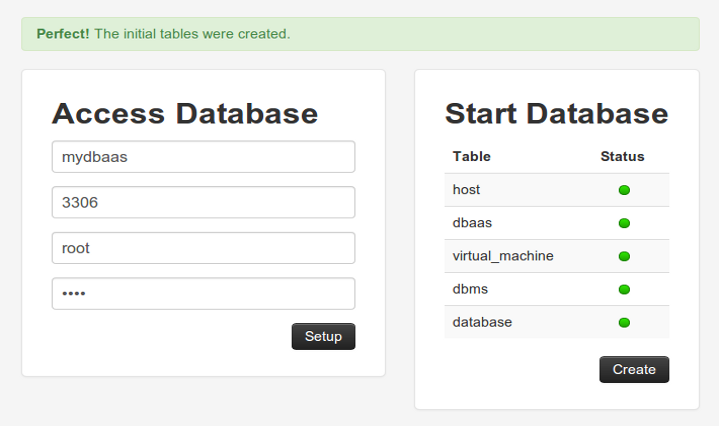 Perfect! The initial tables were created.
Access Database
mydbaas
3306
root
••••
Setup
Start Database
Table Status
host
dbaas
virtual_machine
dbms
database
Create